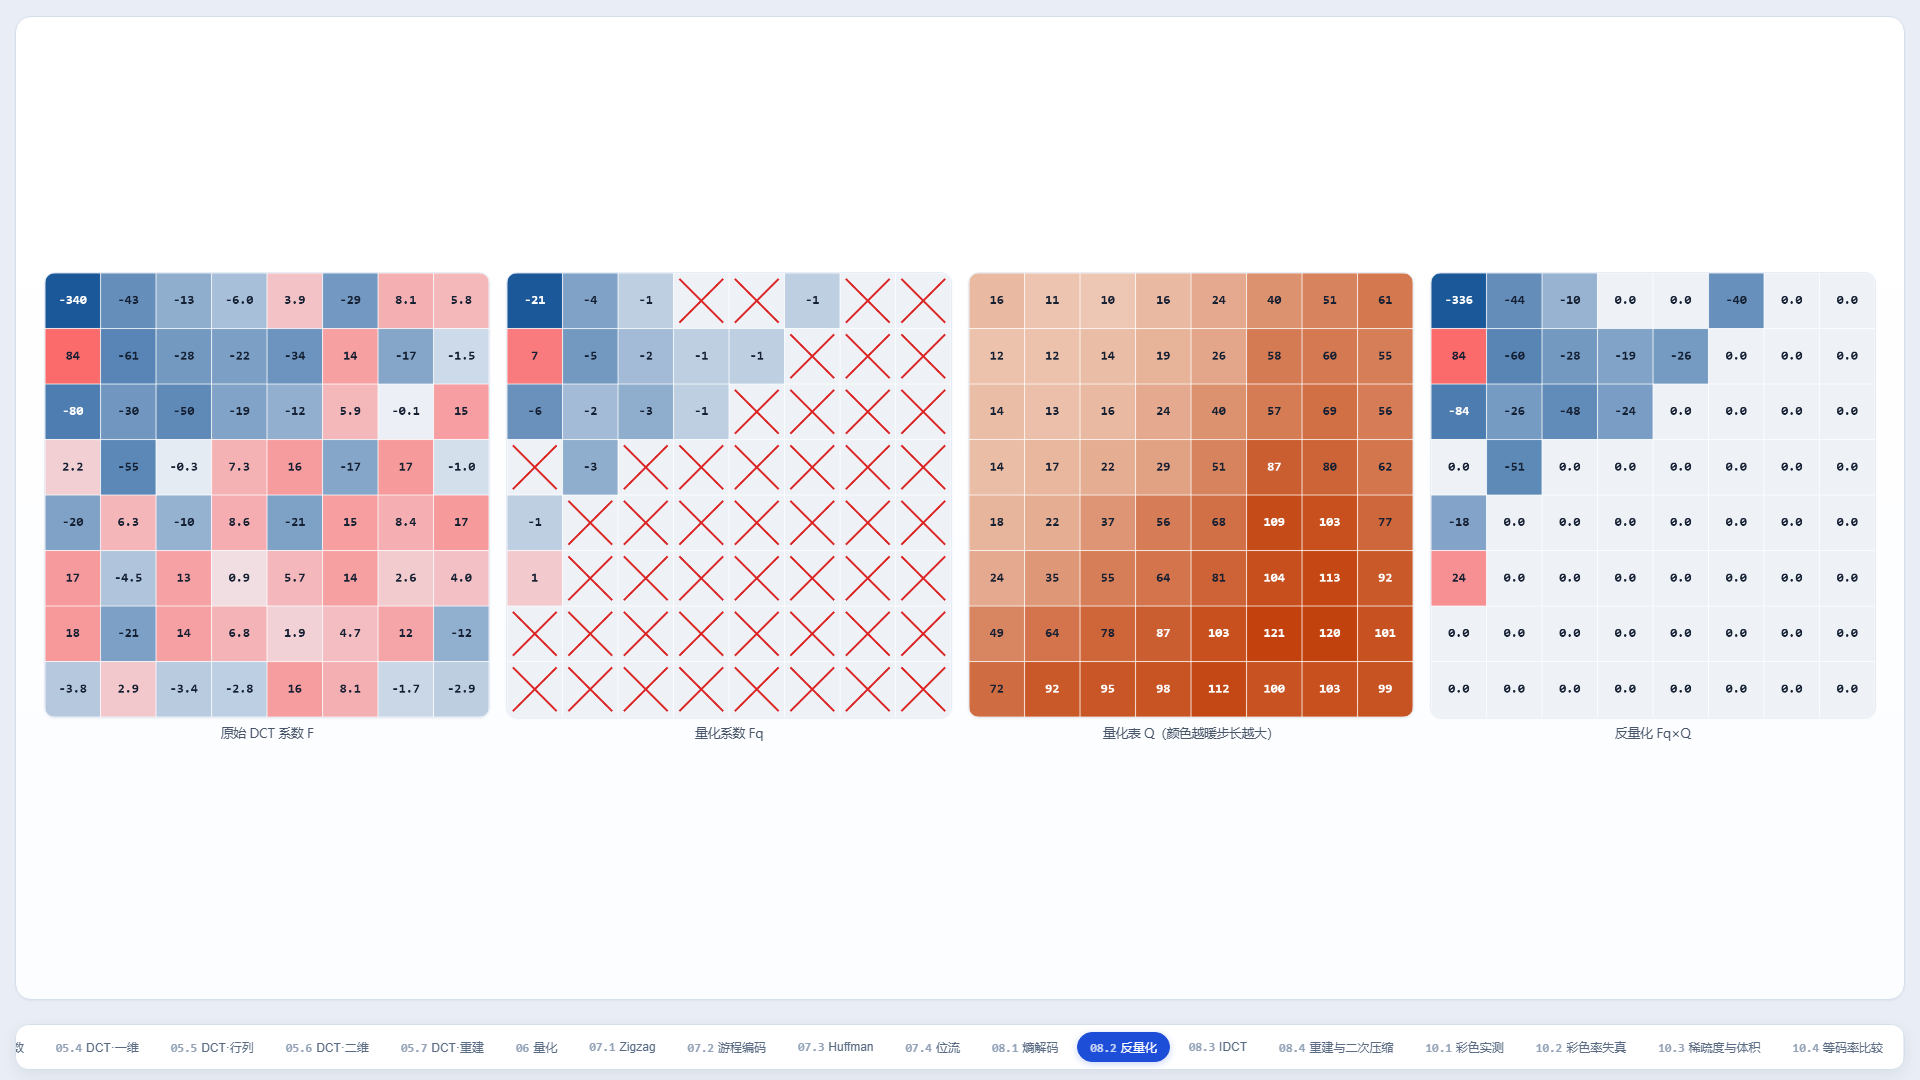 -340 -43 -13 -6.0 3.9 -29 8.1 5.8
84 -61 -28 -22 -34 14 -17 -1.5
-80 -30 -50 -19 -12 5.9 -0.1 15
2.2 -55 -0.3 7.3 16 -17 17 -1.0
-20 6.3 -10 8.6 -21 15 8.4 17
17 -4.5 13 0.9 5.7 14 2.6 4.0
18 -21 14 6.8 1.9 4.7 12 -12
-3.8 2.9 -3.4 -2.8 16 8.1 -1.7 -2.9
原始 DCT 系数 F
-21 -4 -1 -1
7 -5 -2 -1 -1
-6 -2 -3 -1
-3
-1
1
量化系数 Fq
16 11 10 16 24 40 51 61
12 12 14 19 26 58 60 55
14 13 16 24 40 57 69 56
14 17 22 29 51 87 80 62
18 22 37 56 68 109 103 77
24 35 55 64 81 104 113 92
49 64 78 87 103 121 120 101
72 92 95 98 112 100 103 99
量化表 Q（颜色越暖步长越大）
-336 -44 -10 0.0 0.0 -40 0.0 0.0
84 -60 -28 -19 -26 0.0 0.0 0.0
-84 -26 -48 -24 0.0 0.0 0.0 0.0
0.0 -51 0.0 0.0 0.0 0.0 0.0 0.0
-18 0.0 0.0 0.0 0.0 0.0 0.0 0.0
24 0.0 0.0 0.0 0.0 0.0 0.0 0.0
0.0 0.0 0.0 0.0 0.0 0.0 0.0 0.0
0.0 0.0 0.0 0.0 0.0 0.0 0.0 0.0
反量化 Fq×Q
数 05.4 DCT·一维 05.5 DCT·行列 05.6 DCT·二维 05.7 DCT·重建 06 量化 07.1 Zigzag 07.2 游程编码 07.3 Huffman 07.4 位流 08.1 熵解码 08.2 反量化 08.3 IDCT 08.4 重建与二次压缩 10.1 彩色实测 10.2 彩色率失真 10.3 稀疏度与体积 10.4 等码率比较